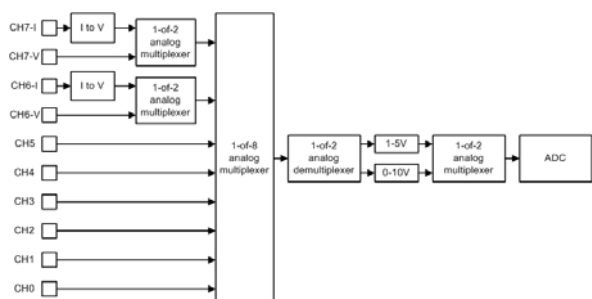 CH7-I
I to V
1-of-2
analog
multiplexer
CH7-V
CH6-I
I to V
1-of-2
analog
multiplexer
CH6-V
CH5
CH4
CH3
CH2
CH1
CH0
1-of-8
analog
multiplexer
1-of-2
analog
demultiplexer
1-5V
0-10V
1-of-2
analog
multiplexer
ADC